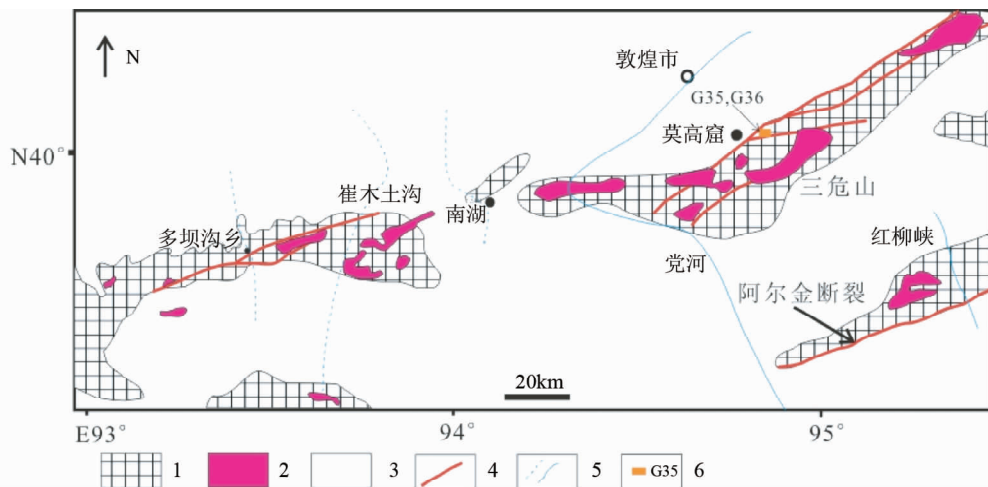 N
敦煌市
G35,G36
莫高窟
N40°
崔木土沟
南湖
三危山
多坝沟乡
党河
红柳峡
阿尔金断裂
20km
E93°
94°
95°
1
2
3
4
5
G35
6